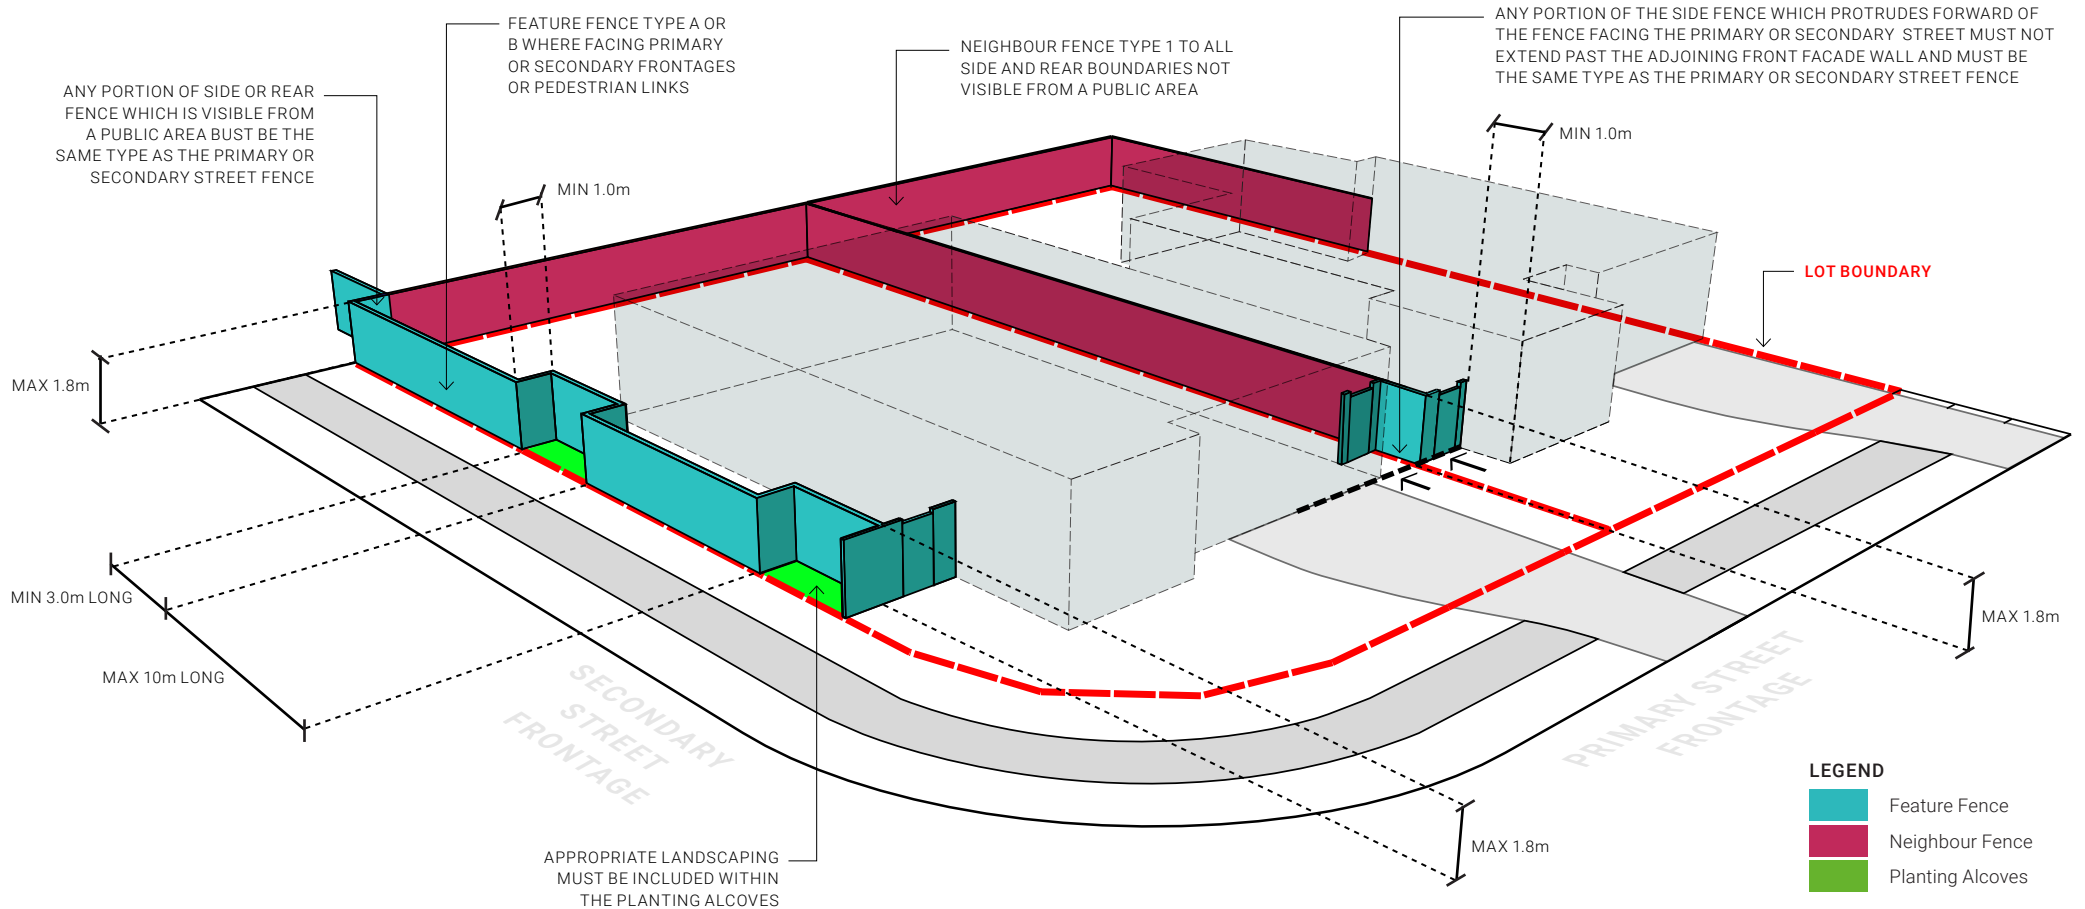 FEATURE FENCE TYPE A OR
B WHERE FACING PRIMARY
OR SECONDARY FRONTAGES
OR PEDESTRIAN LINKS
NEIGHBOUR FENCE TYPE 1 TO ALL
SIDE AND REAR BOUNDARIES NOT
VISIBLE FROM A PUBLIC AREA
ANY PORTION OF THE SIDE FENCE WHICH PROTRUDES FORWARD OF
THE FENCE FACING THE PRIMARY OR SECONDARY STREET MUST NOT
EXTEND PAST THE ADJOINING FRONT FACADE WALL AND MUST BE
THE SAME TYPE AS THE PRIMARY OR SECONDARY STREET FENCE
ANY PORTION OF SIDE OR REAR
FENCE WHICH IS VISIBLE FROM
A PUBLIC AREA BUST BE THE
SAME TYPE AS THE PRIMARY OR
SECONDARY STREET FENCE
MIN 1.0m
MIN 1.0m
LOT BOUNDARY
MAX 1.8m
MIN 3.0m LONG
MAX 10m LONG
MAX 1.8m
SECONDARY
STREET
FRONTAGE
PRIMARY STREET
FRONTAGE
MAX 1.8m
APPROPRIATE LANDSCAPING
MUST BE INCLUDED WITHIN
THE PLANTING ALCOVES
LEGEND
Feature Fence
Neighbour Fence
Planting Alcoves